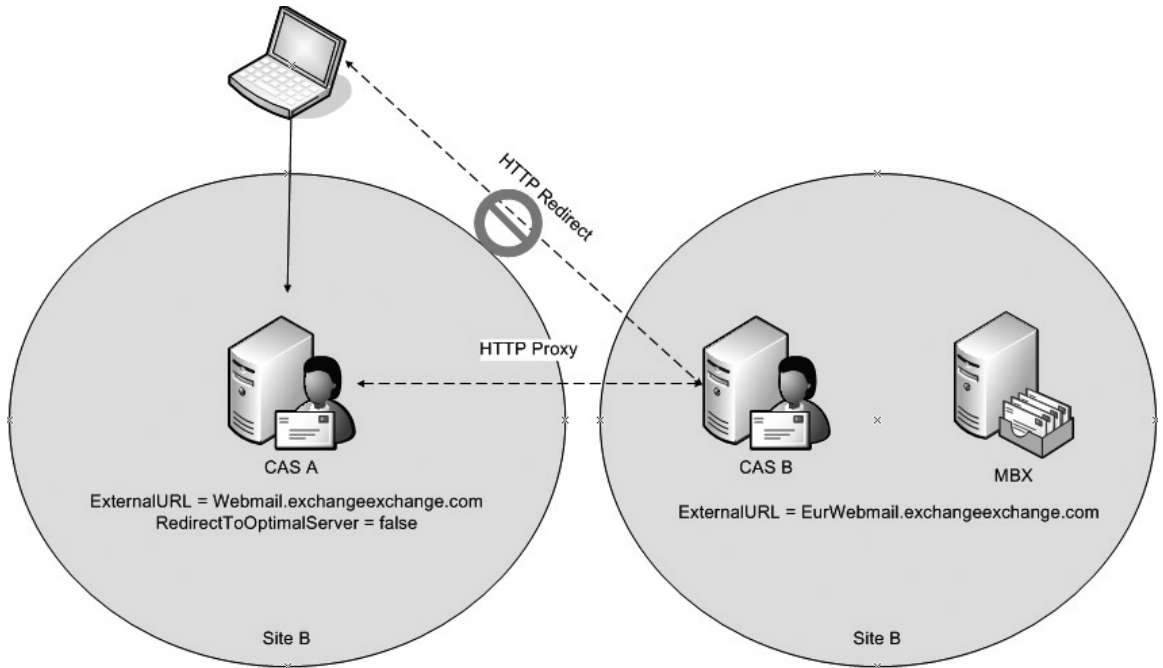 HTTP Redirect
HTTP Proxy
CAS A
ExternalURL = Webmail.exchangeexchange.com
RedirectToOptimalServer = false
Site B
CAS B
MBX
ExternalURL = EurWebmail.exchangeexchange.com
Site B